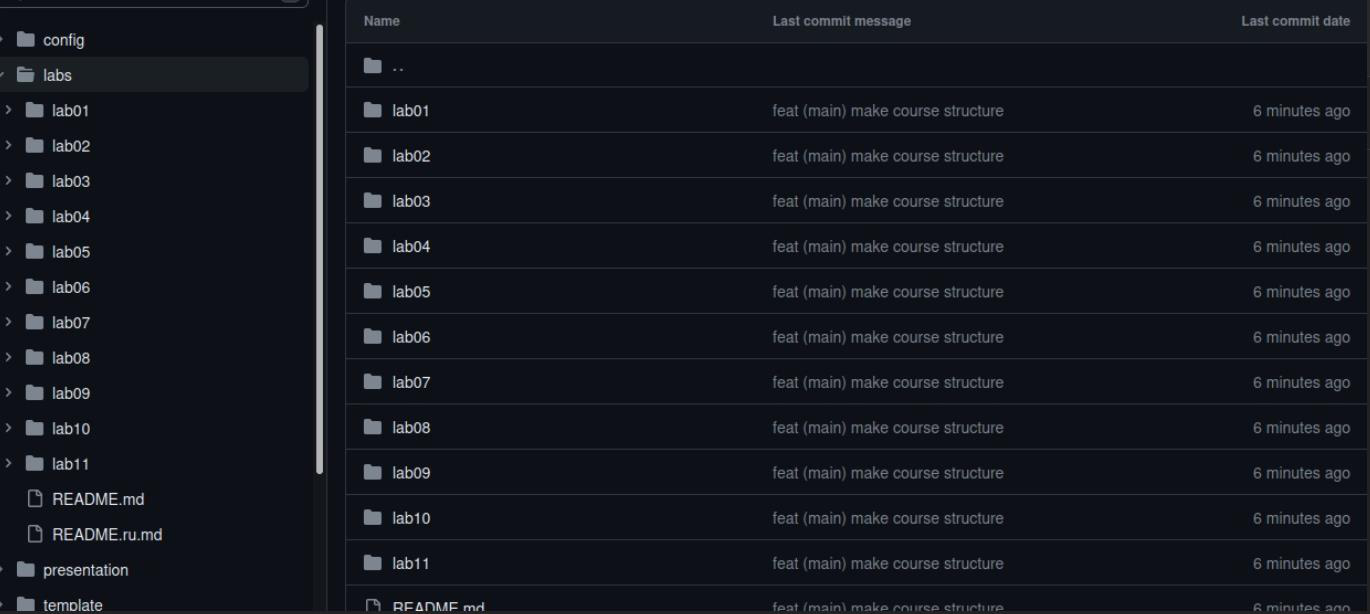 config
labs
lab01
lab02
lab03
lab04
lab05
lab06
lab07
lab08
lab09
lab10
lab11
README.md
README.ru.md
presentation
template
Name Last commit message Last commit date
..
lab01 feat (main) make course structure 6 minutes ago
lab02 feat (main) make course structure 6 minutes ago
lab03 feat (main) make course structure 6 minutes ago
lab04 feat (main) make course structure 6 minutes ago
lab05 feat (main) make course structure 6 minutes ago
lab06 feat (main) make course structure 6 minutes ago
lab07 feat (main) make course structure 6 minutes ago
lab08 feat (main) make course structure 6 minutes ago
lab09 feat (main) make course structure 6 minutes ago
lab10 feat (main) make course structure 6 minutes ago
lab11 feat (main) make course structure 6 minutes ago
README.md feat (main) make course structure 6 minutes ago